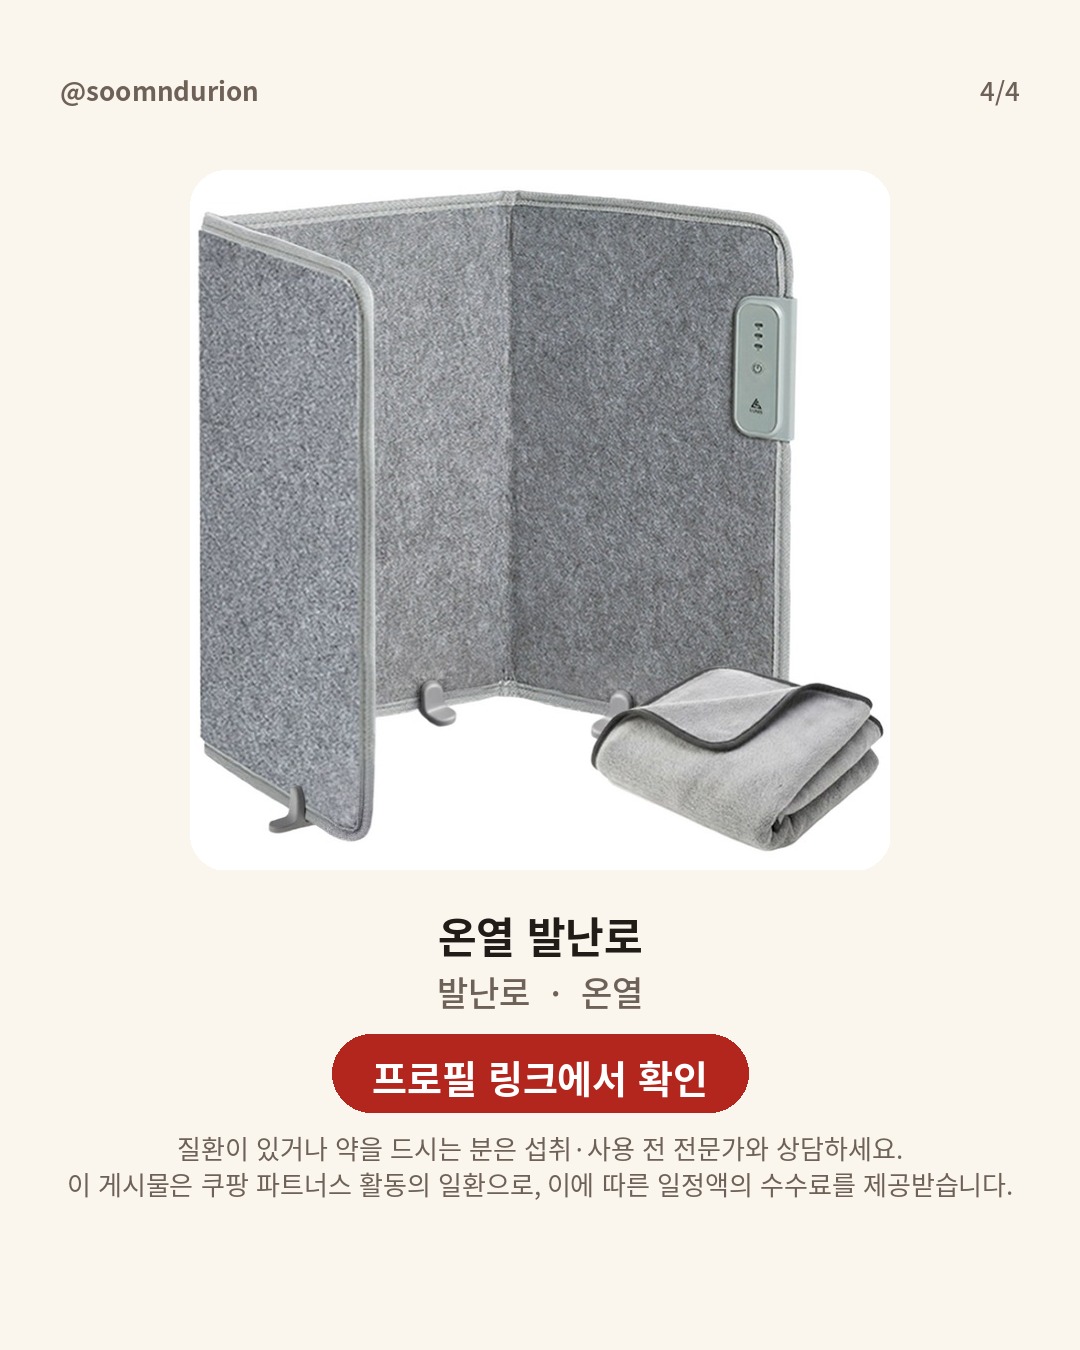 @soomndurion
4/4
온열 발난로
발난로 · 온열
프로필 링크에서 확인
질환이 있거나 약을 드시는 분은 섭취·사용 전 전문가와 상담하세요.
이 게시물은 쿠팡 파트너스 활동의 일환으로, 이에 따른 일정액의 수수료를 제공받습니다.